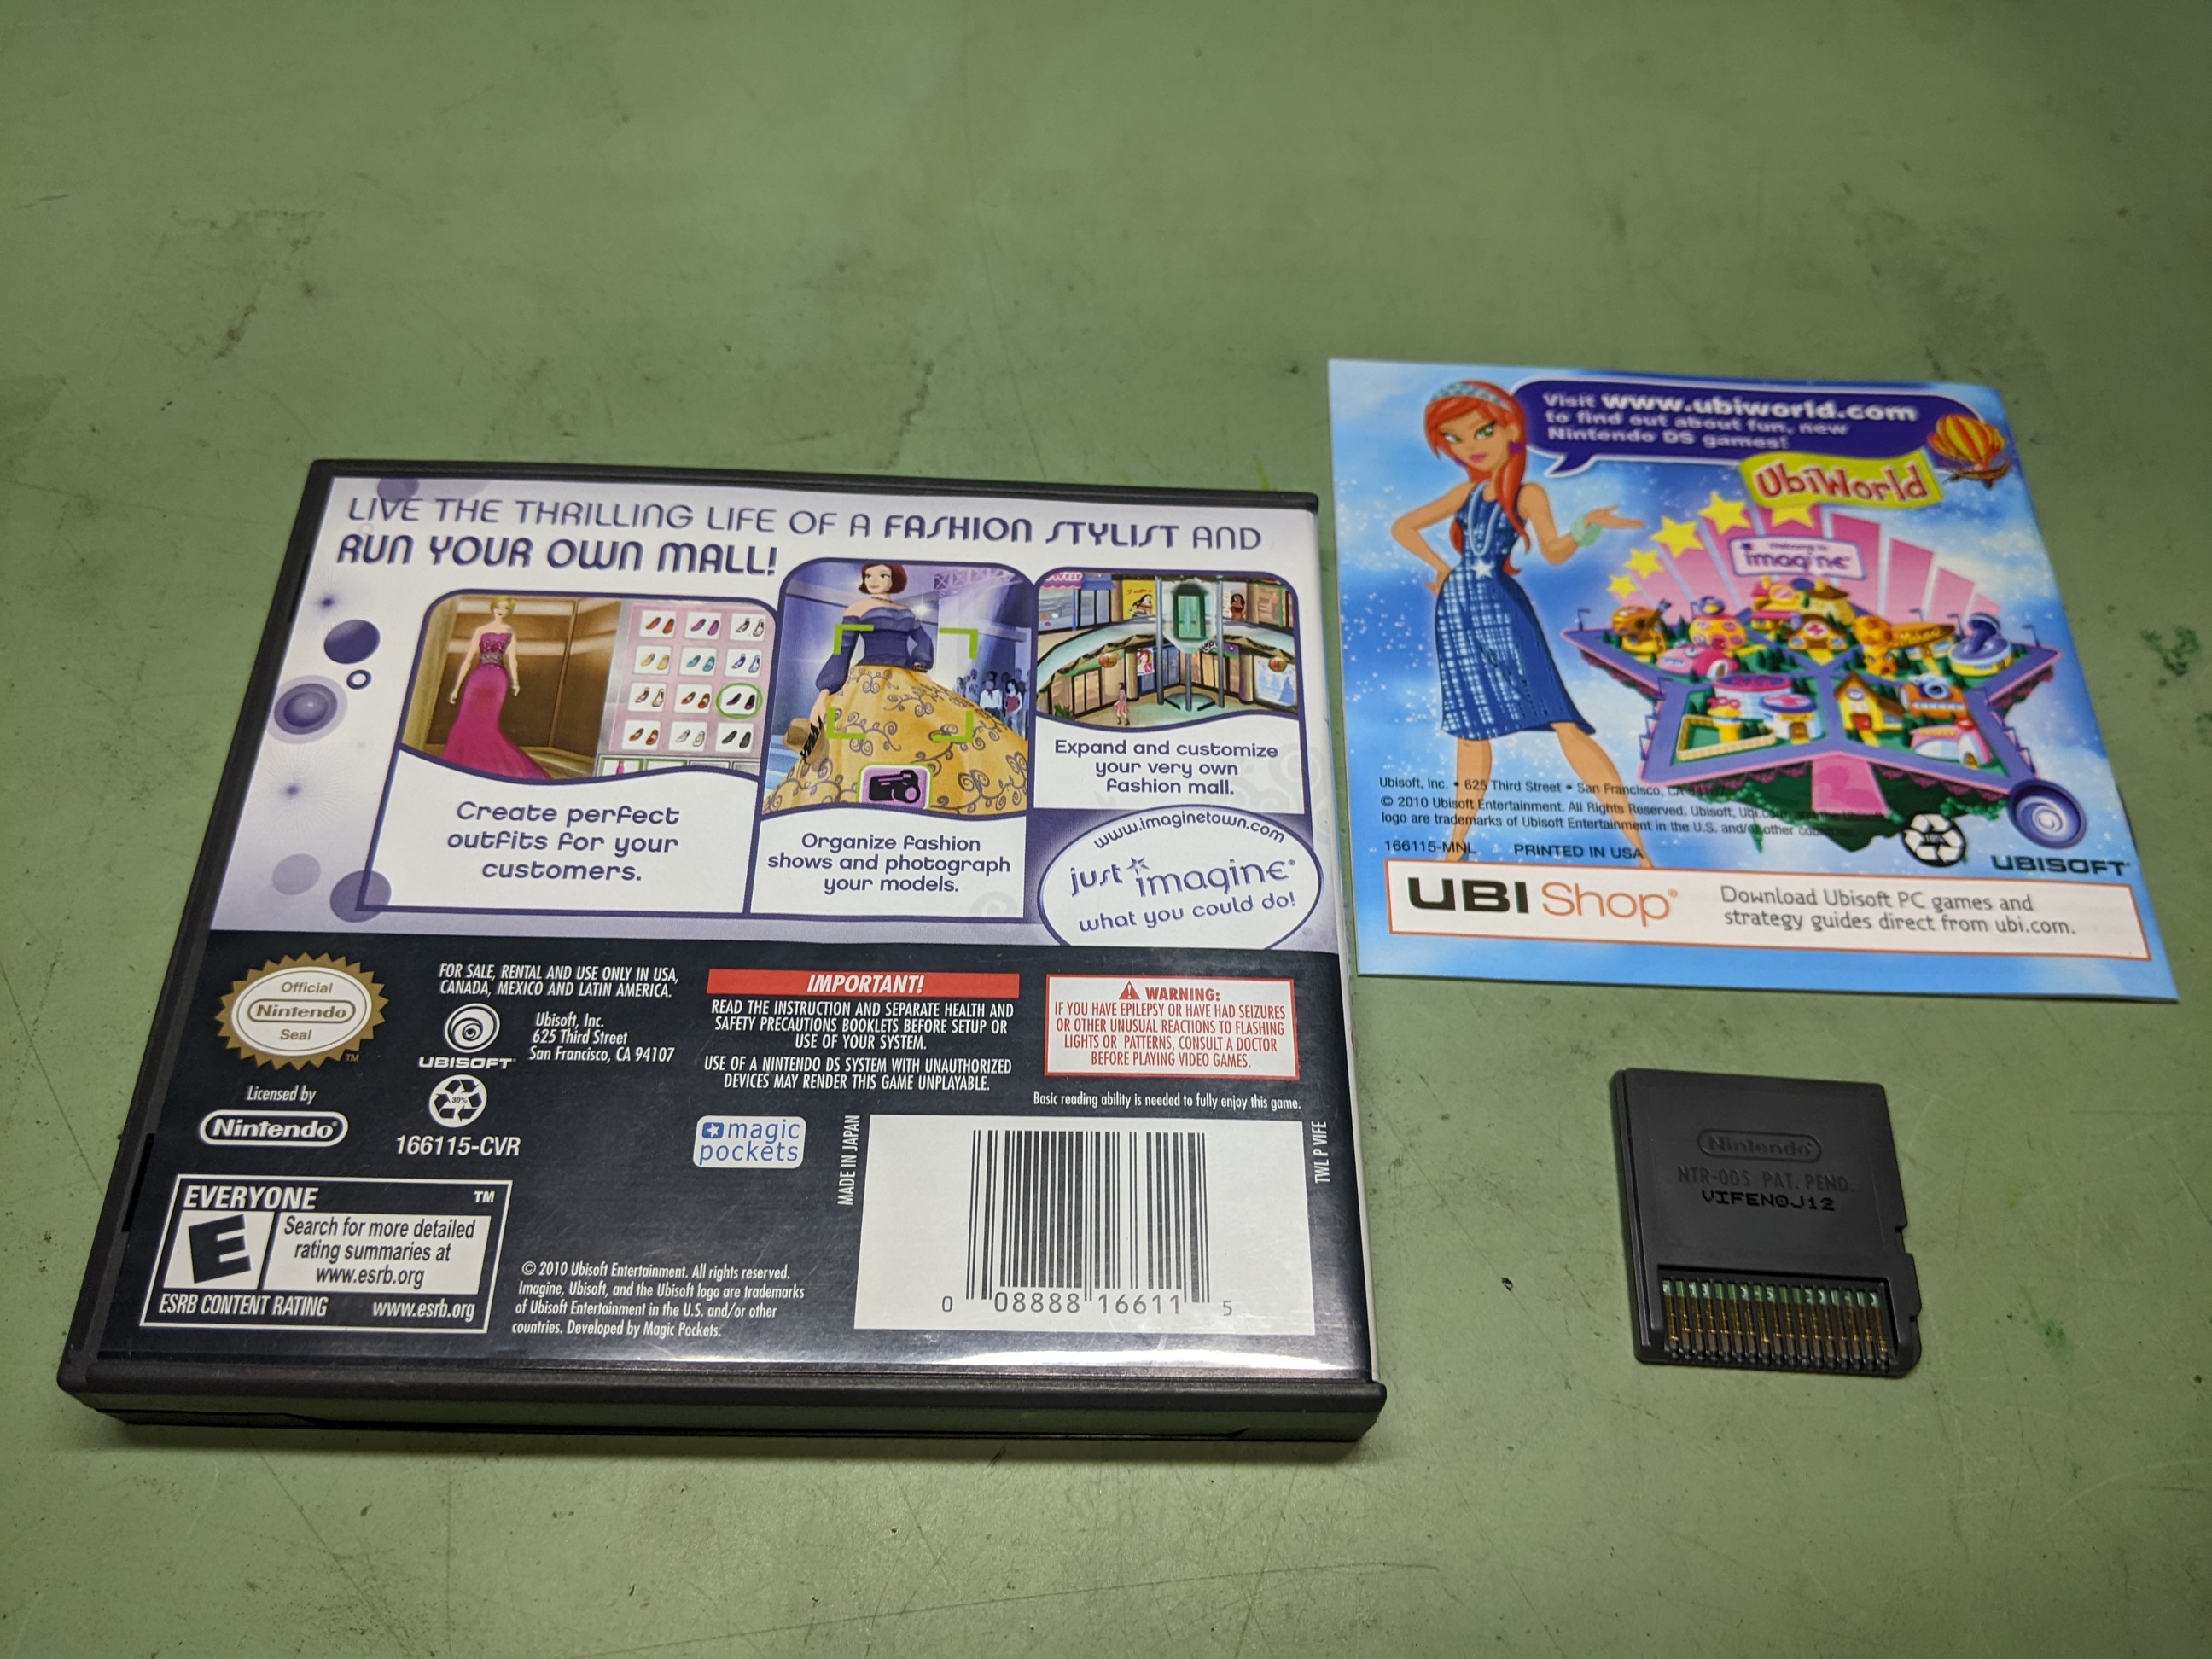 LIVE THE THRILLING LIFE OF A FASHION STYLIST AND
RUN YOUR OWN MALL!
Create perfect
outfits for your
customers.
Organize fashion
shows and photograph
your models.
Expand and customize
your very own
fashion mall.
www.imaginetown.com
just imagine®
what you could do!
Official
Nintendo
Seal
TM
Licensed by
Nintendo®
FOR SALE, RENTAL AND USE ONLY IN USA,
CANADA, MEXICO AND LATIN AMERICA.
UBISOFT
Ubisoft, Inc.
625 Third Street
San Francisco, CA 94107
30%
166115-CVR
IMPORTANT!
READ THE INSTRUCTION AND SEPARATE HEALTH AND
SAFETY PRECAUTIONS BOOKLETS BEFORE SETUP OR
USE OF YOUR SYSTEM.
USE OF A NINTENDO DS SYSTEM WITH UNAUTHORIZED
DEVICES MAY RENDER THIS GAME UNPLAYABLE.
WARNING:
IF YOU HAVE EPILEPSY OR HAVE HAD SEIZURES
OR OTHER UNUSUAL REACTIONS TO FLASHING
LIGHTS OR PATTERNS, CONSULT A DOCTOR
BEFORE PLAYING VIDEO GAMES.
Basic reading ability is needed to fully enjoy this game.
magic
pockets
MADE IN JAPAN
TWL P VIFE
0 08888 16611 5
EVERYONE
TM
E
Search for more detailed
rating summaries at
www.esrb.org
ESRB CONTENT RATING www.esrb.org
© 2010 Ubisoft Entertainment. All rights reserved.
Imagine, Ubisoft, and the Ubisoft logo are trademarks
of Ubisoft Entertainment in the U.S. and/or other
countries. Developed by Magic Pockets.
Visit www.ubiworld.com
to find out about fun, new
Nintendo DS games!
UbiWorld
Welcome to
imagine
Ubisoft, Inc. • 625 Third Street • San Francisco, CA
© 2010 Ubisoft Entertainment. All Rights Reserved. Ubisoft,
logo are trademarks of Ubisoft Entertainment in the U.S. and/or other
166115-MNL PRINTED IN USA
UBISOFT
UBI Shop®
Download Ubisoft PC games and
strategy guides direct from ubi.com.
Nintendo®
NTR-005 PAT. PEND.
VIFEN0J12